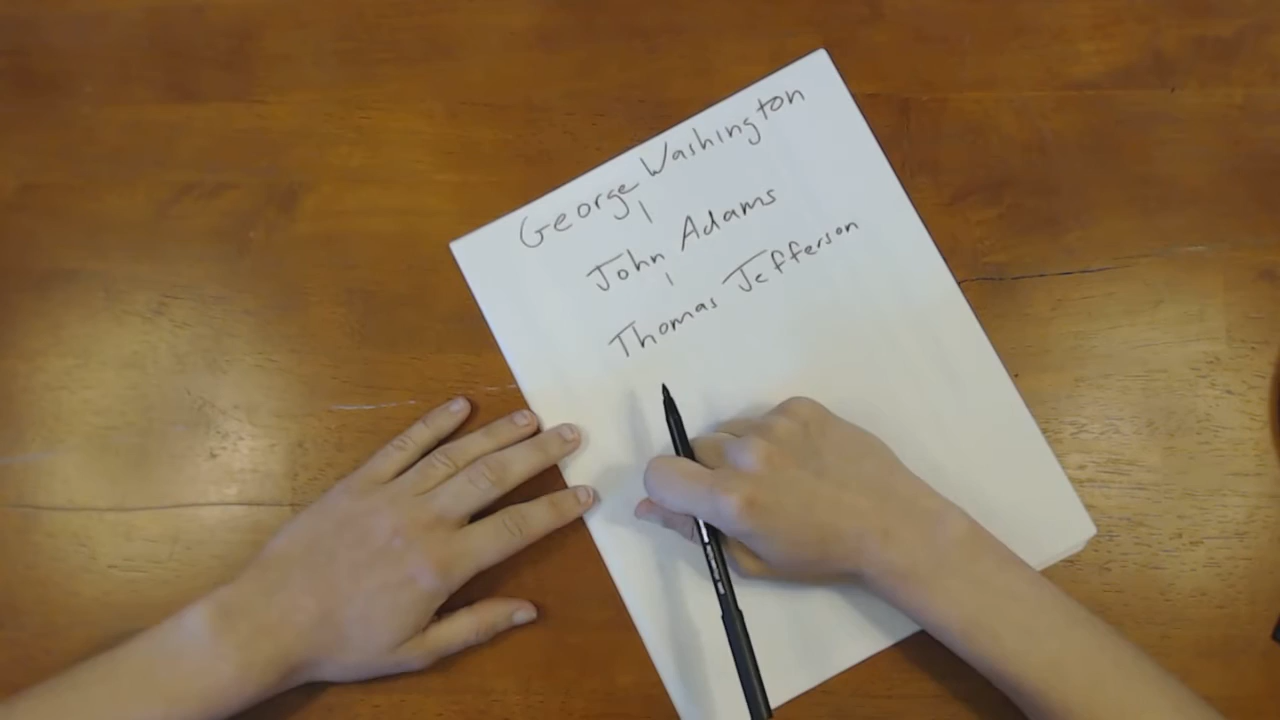 George Washington
|
John Adams
|
Thomas Jefferson